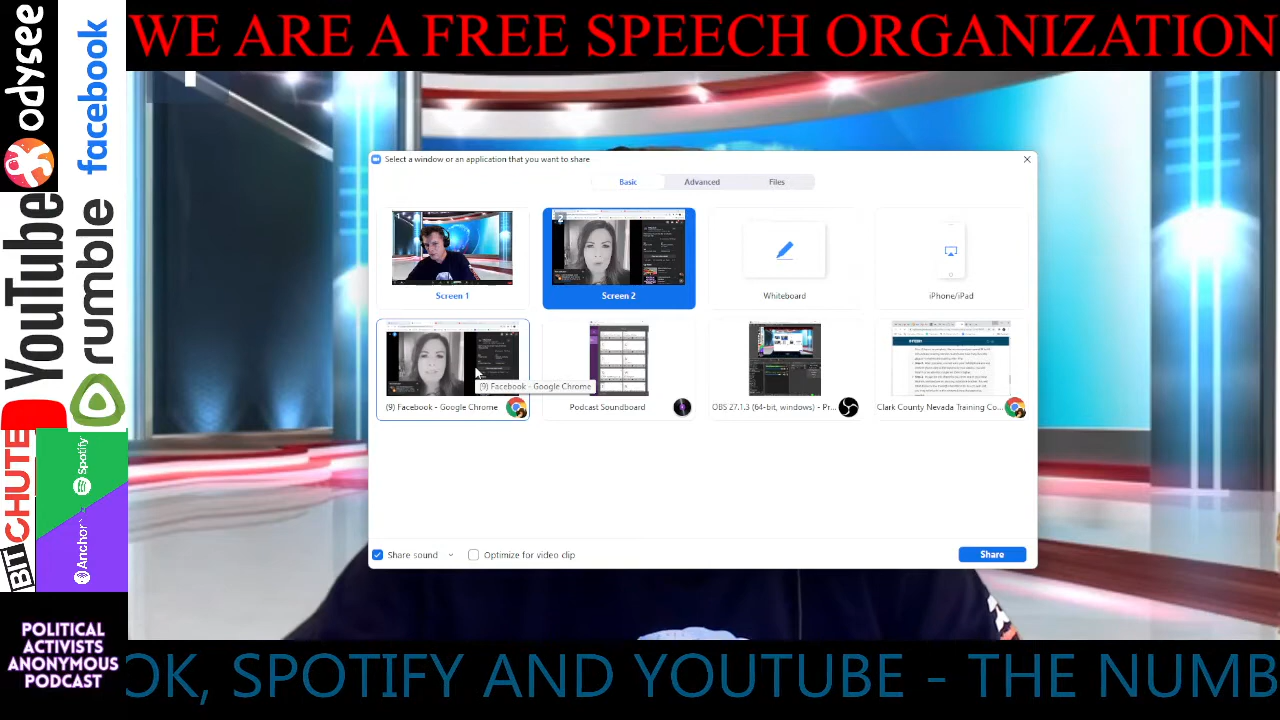 WE ARE A FREE SPEECH ORGANIZATION
odysee
facebook
YouTube
rumble
BITCHUTE
Spotify
Anchor
POLITICAL
ACTIVISTS
ANONYMOUS
PODCAST
Select a window or an application that you want to share
Basic
Advanced
Files
Screen 1
2
Screen 2
Whiteboard
iPhone/iPad
(9) Facebook - Google Chrome
(9) Facebook - Google Chrome
Podcast Soundboard
OBS 27.1.3 (64-bit, windows) - Pr...
Clark County Nevada Training Co...
Share sound
Optimize for video clip
Share
OK, SPOTIFY AND YOUTUBE - THE NUMB